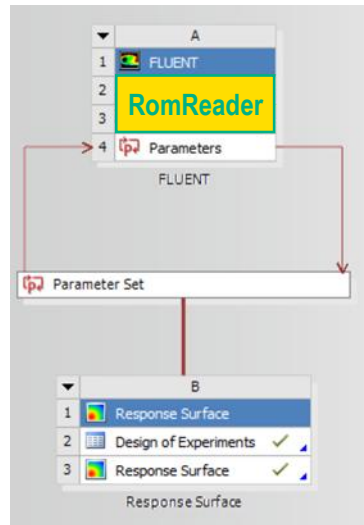 A
1 FLUENT
2
RomReader
3
4 Parameters
FLUENT
Parameter Set
B
1 Response Surface
2 Design of Experiments
3 Response Surface
Response Surface